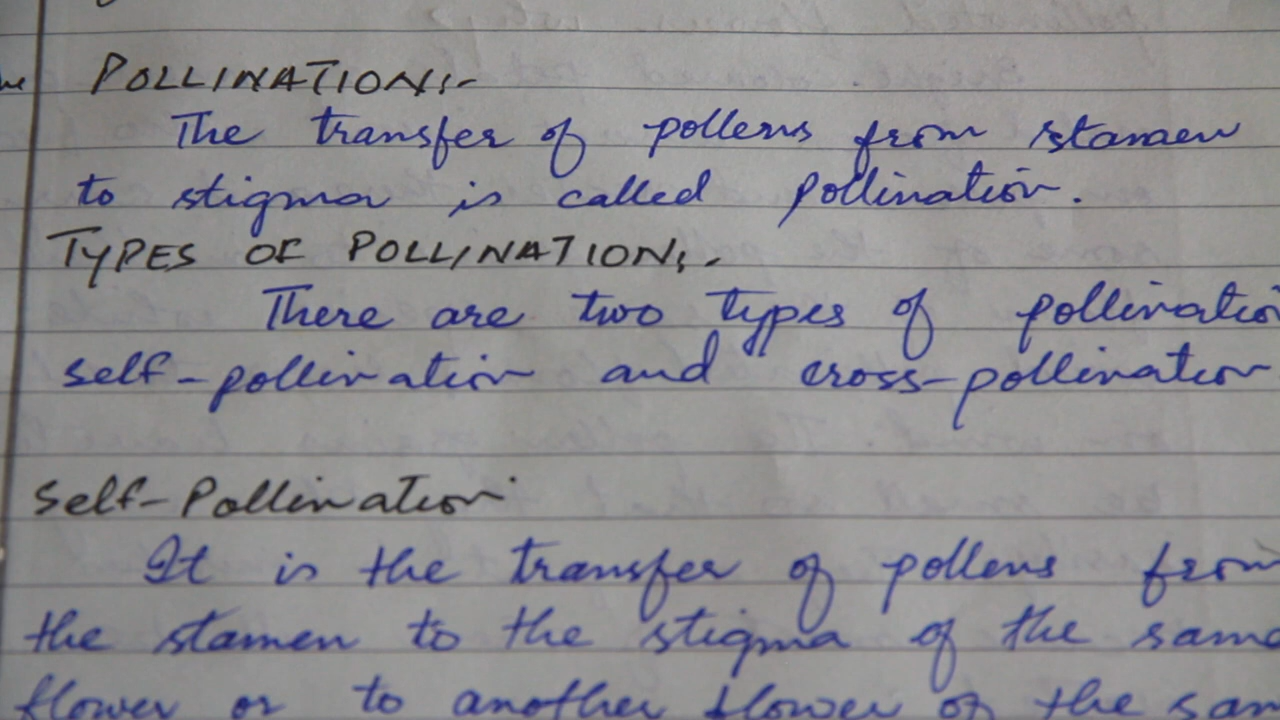 POLLINATION:-
The transfer of pollens from stamen
to stigma is called pollination.
TYPES OF POLLINATION:-
There are two types of pollinatio
self-pollination and cross-pollination
Self-Pollination
It is the transfer of pollens from
the stamen to the stigma of the same
flower or to another flower of the sam